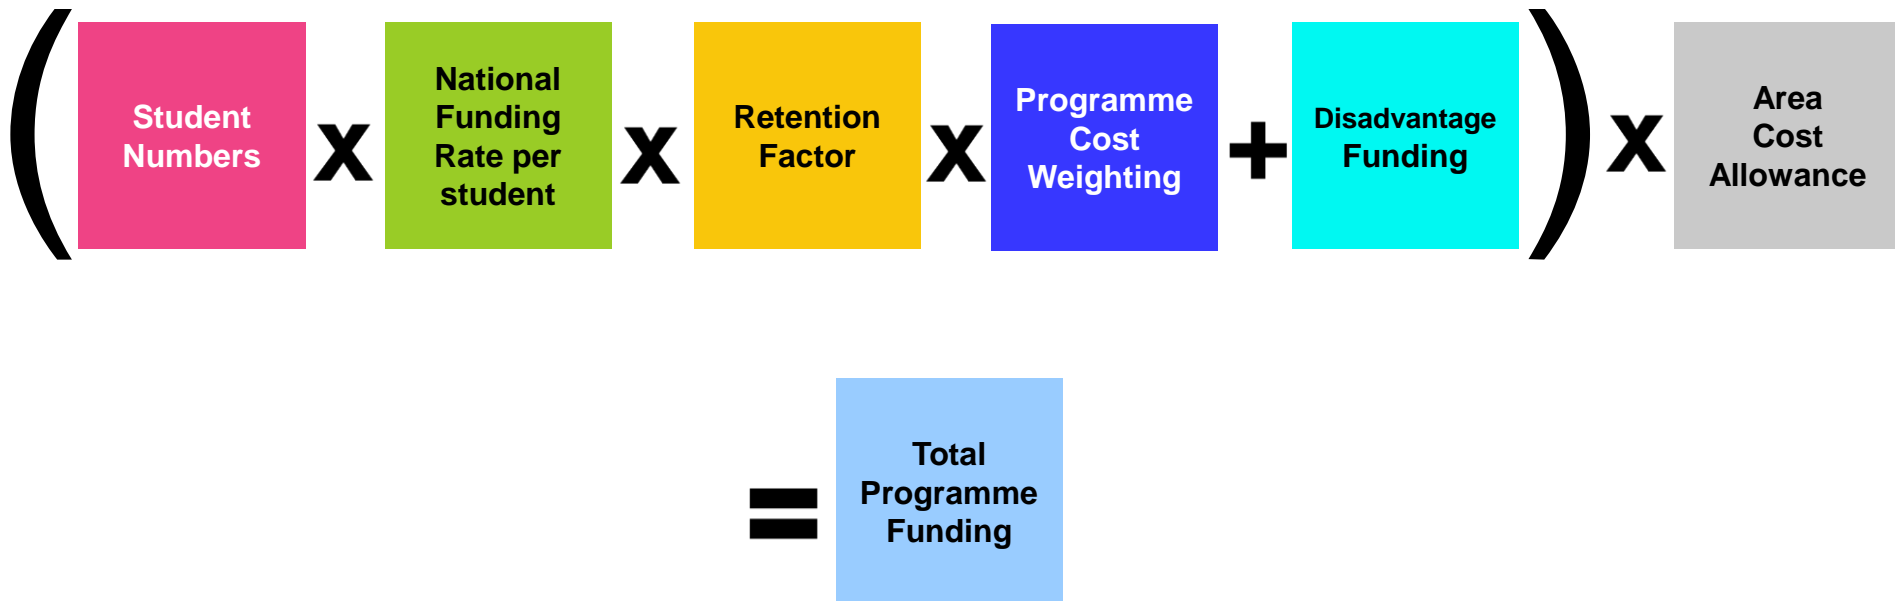 (
Student
Numbers
x
National
Funding
Rate per
student
x
Retention
Factor
x
Programme
Cost
Weighting
+
Disadvantage
Funding
)
x
Area
Cost
Allowance
=
Total
Programme
Funding